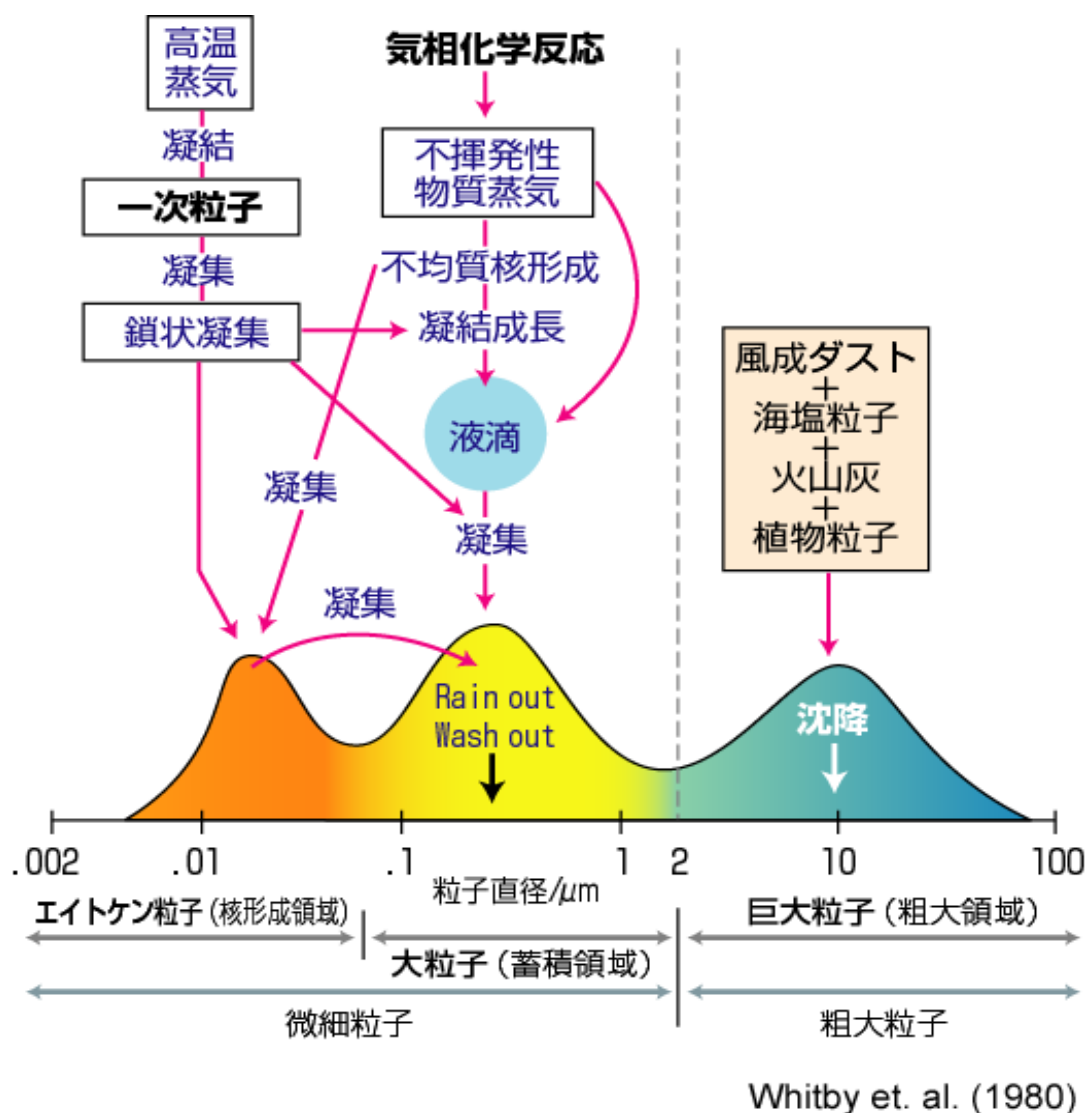 高温
蒸気
凝結
一次粒子
凝集
鎖状凝集
気相化学反応
不揮発性
物質蒸気
不均質核形成
凝結成長
液滴
凝集
凝集
凝集
風成ダスト
+
海塩粒子
+
火山灰
+
植物粒子
Rain out
Wash out
沈降
.002 .01 .1 1 2 10 100
粒子直径/μm
エイトケン粒子(核形成領域)
大粒子(蓄積領域)
巨大粒子(粗大領域)
微細粒子
粗大粒子
Whitby et. al. (1980)